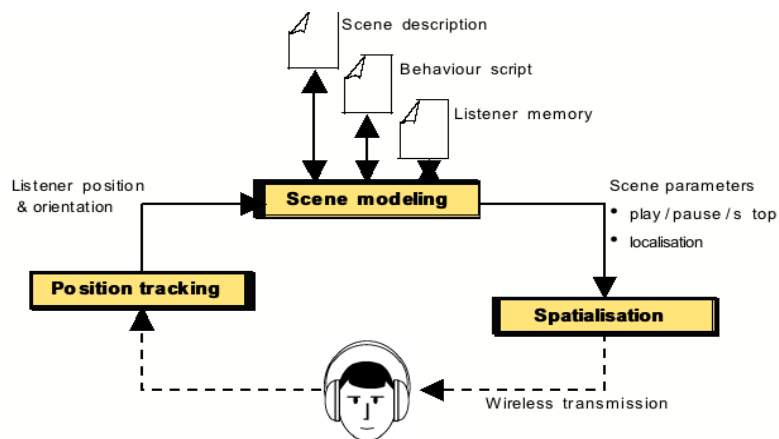 Scene description
Behaviour script
Listener memory
Listener position
& orientation
Scene modeling
Scene parameters
• play/pause/s top
• localisation
Position tracking
Spatialisation
Wireless transmission